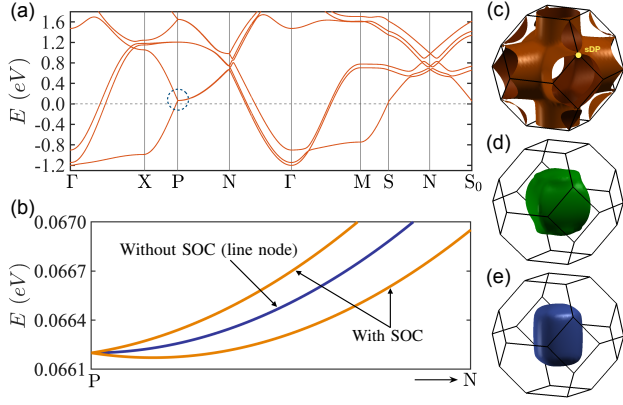 (a)
E (eV)
1.6
1.2
0.8
0.4
0.0
-0.4
-0.8
-1.2
Γ X P N Γ M S N S₀
(b)
E (eV)
0.0670
0.0667
0.0664
0.0661
Without SOC (line node)
With SOC
P N
(c)
sDP
(d)
(e)